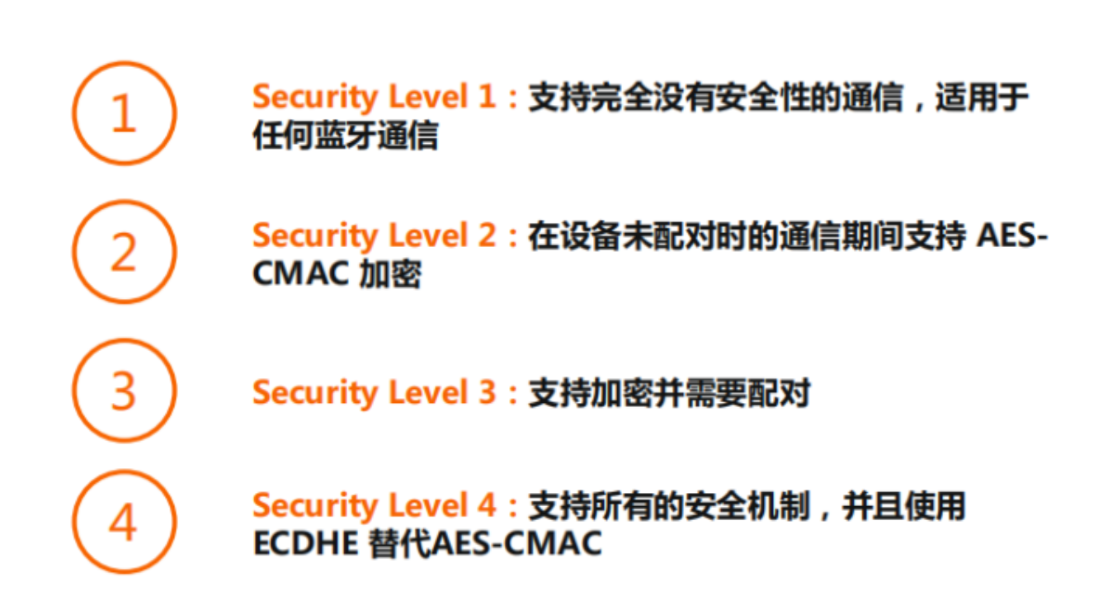 1
Security Level 1：支持完全没有安全性的通信，适用于
任何蓝牙通信
2
Security Level 2：在设备未配对时的通信期间支持 AES-
CMAC 加密
3
Security Level 3：支持加密并需要配对
4
Security Level 4：支持所有的安全机制，并且使用
ECDHE 替代AES-CMAC